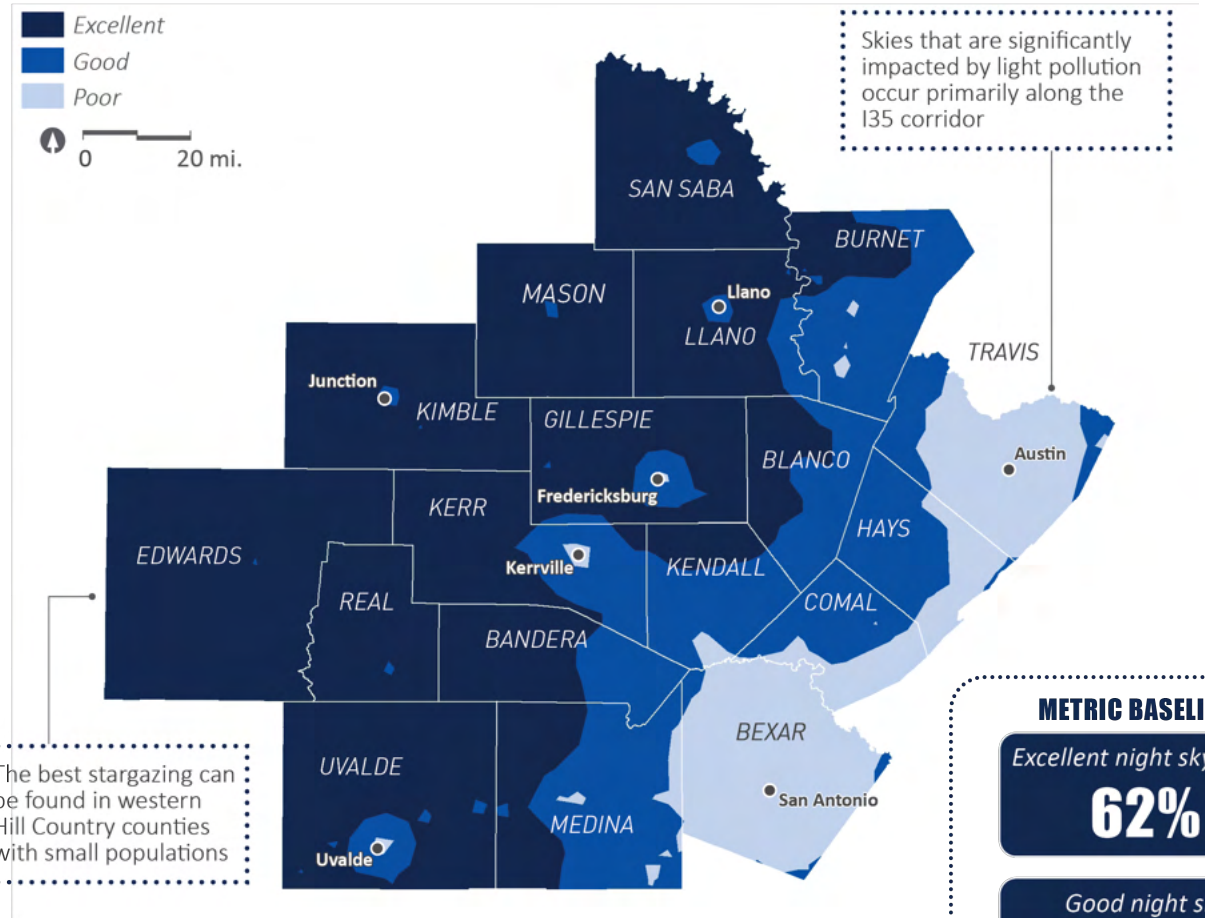 Excellent
Good
Poor
0 20 mi.
Skies that are significantly
impacted by light pollution
occur primarily along the
I35 corridor
SAN SABA
BURNET
MASON
Llano
LLANO
TRAVIS
Junction
KIMBLE
GILLESPIE
BLANCO
Austin
Fredericksburg
KERR
HAYS
EDWARDS
Kerrville
KENDALL
REAL
COMAL
BANDERA
METRIC BASELI
BEXAR
Excellent night sky
62%
The best stargazing can
be found in western
Hill Country counties
with small populations
UVALDE
San Antonio
MEDINA
Uvalde
Good night s